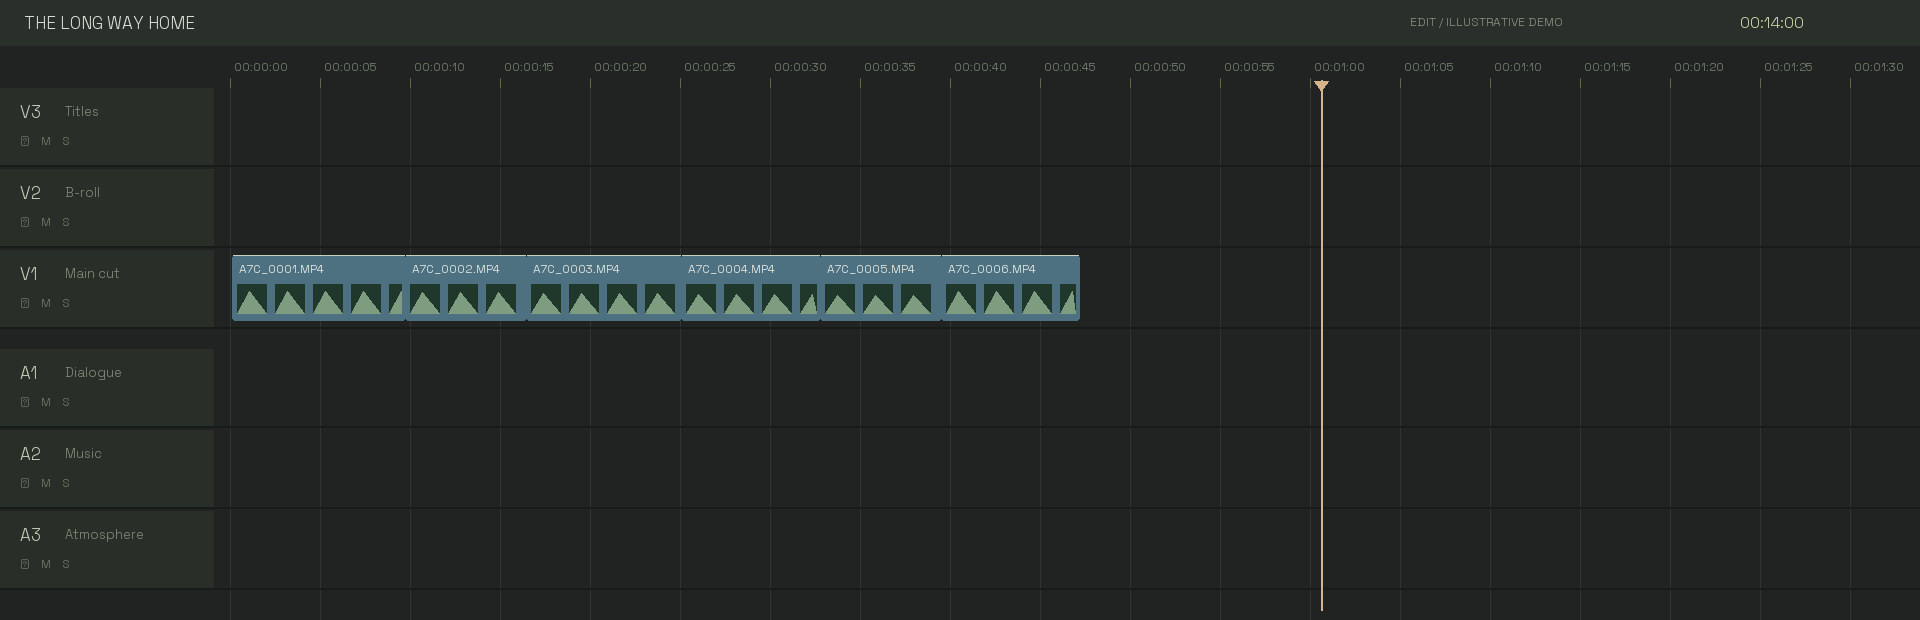 THE LONG WAY HOME
EDIT / ILLUSTRATIVE DEMO
00:14:00
00:00:00 00:00:05 00:00:10 00:00:15 00:00:20 00:00:25 00:00:30 00:00:35 00:00:40 00:00:45 00:00:50 00:00:55 00:01:00 00:01:05 00:01:10 00:01:15 00:01:20 00:01:25 00:01:30
V3 Titles
M S
V2 B-roll
M S
V1 Main cut
M S
A7C_0001.MP4 A7C_0002.MP4 A7C_0003.MP4 A7C_0004.MP4 A7C_0005.MP4 A7C_0006.MP4
A1 Dialogue
M S
A2 Music
M S
A3 Atmosphere
M S